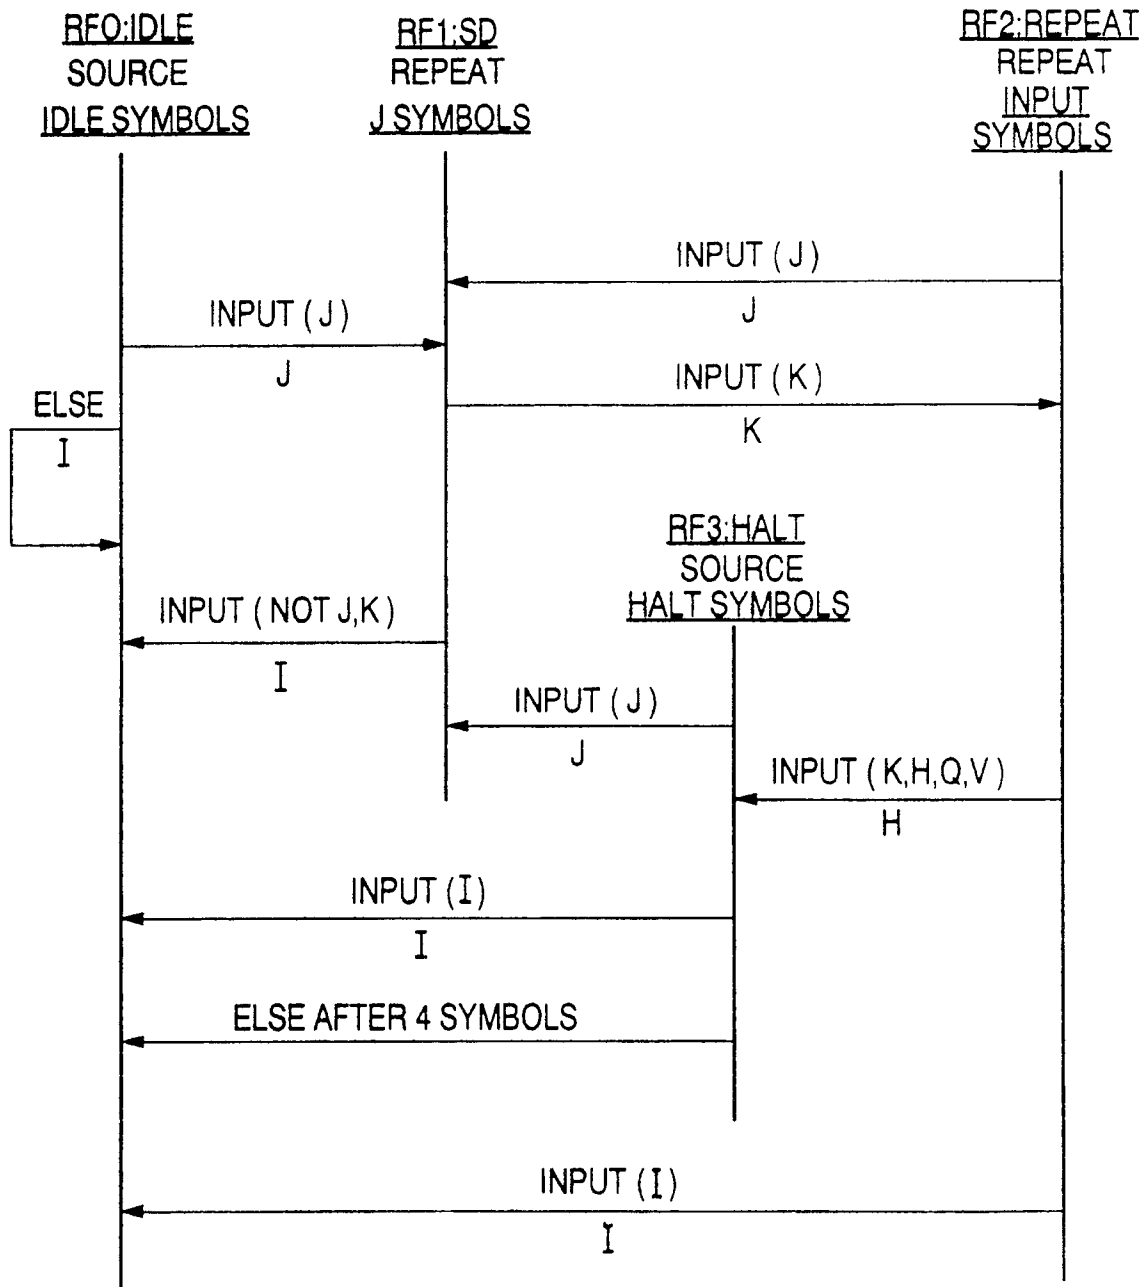 RF0:IDLE
SOURCE
IDLE SYMBOLS
RF1:SD
REPEAT
J SYMBOLS
RF2:REPEAT
REPEAT
INPUT
SYMBOLS
INPUT ( J )
J
INPUT ( J )
J
INPUT ( K )
K
ELSE
I
RF3:HALT
SOURCE
HALT SYMBOLS
INPUT ( NOT J,K )
I
INPUT ( J )
J
INPUT ( K,H,Q,V )
H
INPUT ( I )
I
ELSE AFTER 4 SYMBOLS
INPUT ( I )
I